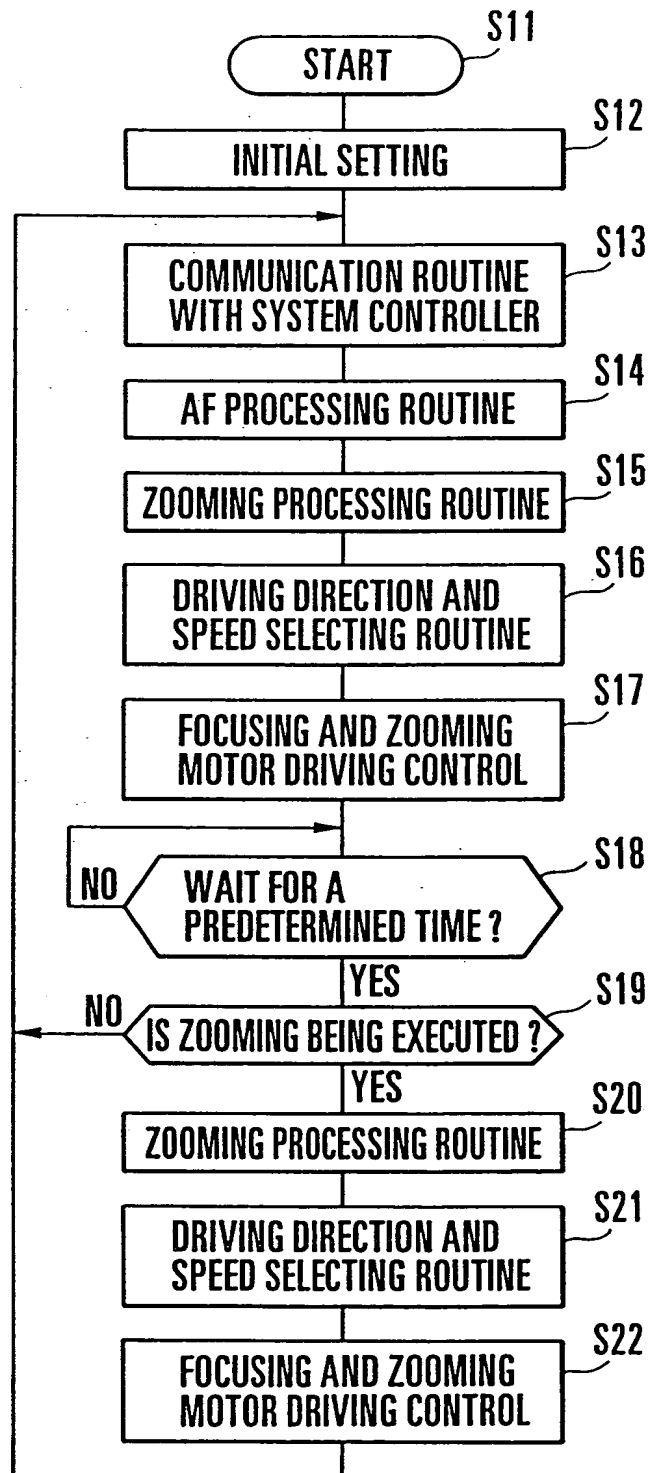 S11
START
S12
INITIAL SETTING
S13
COMMUNICATION ROUTINE
WITH SYSTEM CONTROLLER
S14
AF PROCESSING ROUTINE
S15
ZOOMING PROCESSING ROUTINE
S16
DRIVING DIRECTION AND
SPEED SELECTING ROUTINE
S17
FOCUSING AND ZOOMING
MOTOR DRIVING CONTROL
S18
NO
WAIT FOR A
PREDETERMINED TIME ?
YES
S19
NO
IS ZOOMING BEING EXECUTED ?
YES
S20
ZOOMING PROCESSING ROUTINE
S21
DRIVING DIRECTION AND
SPEED SELECTING ROUTINE
S22
FOCUSING AND ZOOMING
MOTOR DRIVING CONTROL